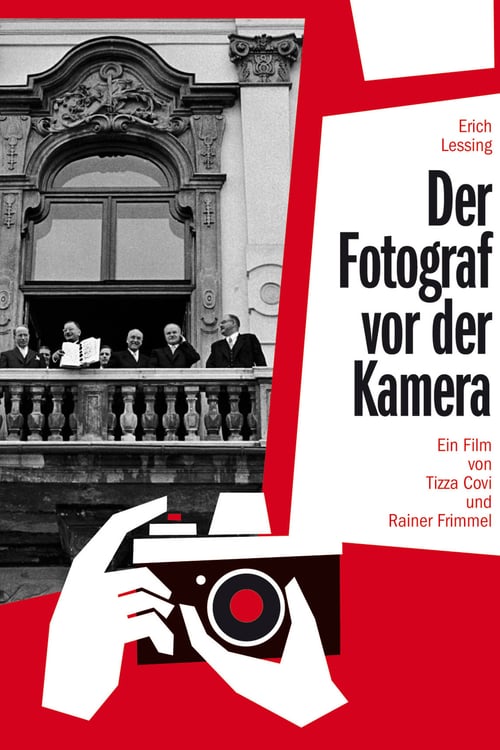 Erich
Lessing
Der
Fotograf
vor der
Kamera
Ein Film
von
Tizza Covi
und
Rainer Frimmel